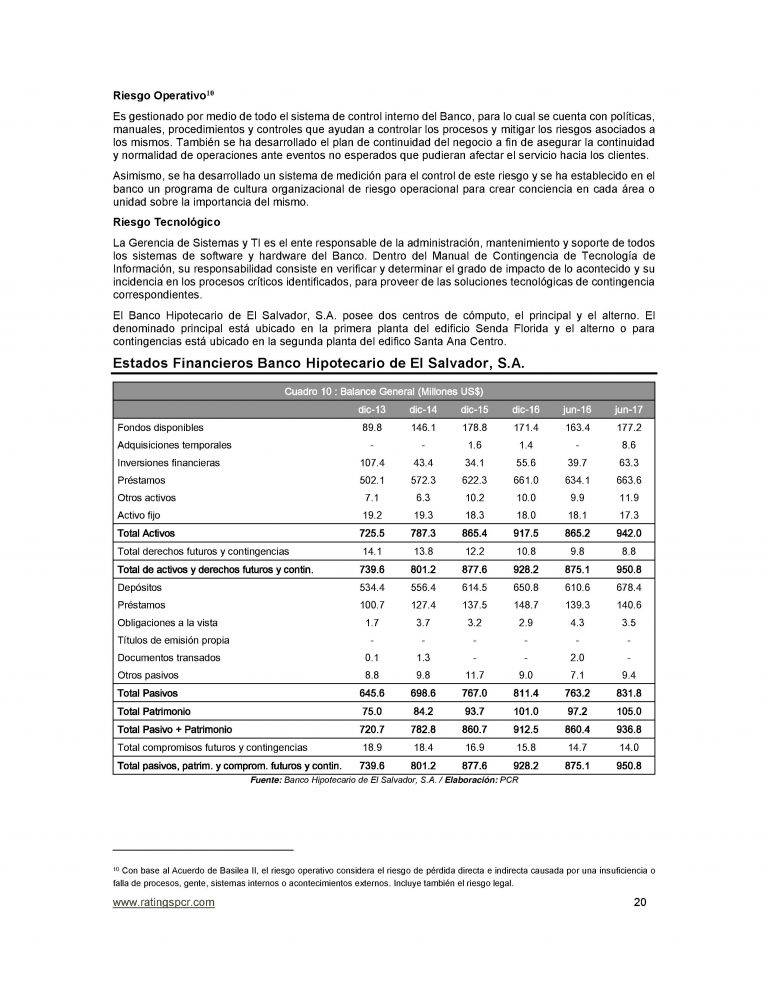 Riesgo Operativo¹⁰
Es gestionado por medio de todo el sistema de control interno del Banco, para lo cual se cuenta con políticas,
manuales, procedimientos y controles que ayudan a controlar los procesos y mitigar los riesgos asociados a
los mismos. También se ha desarrollado el plan de continuidad del negocio a fin de asegurar la continuidad
y normalidad de operaciones ante eventos no esperados que pudieran afectar el servicio hacia los clientes.
Asimismo, se ha desarrollado un sistema de medición para el control de este riesgo y se ha establecido en el
banco un programa de cultura organizacional de riesgo operacional para crear conciencia en cada área o
unidad sobre la importancia del mismo.
Riesgo Tecnológico
La Gerencia de Sistemas y TI es el ente responsable de la administración, mantenimiento y soporte de todos
los sistemas de software y hardware del Banco. Dentro del Manual de Contingencia de Tecnología de
Información, su responsabilidad consiste en verificar y determinar el grado de impacto de lo acontecido y su
incidencia en los procesos críticos identificados, para proveer de las soluciones tecnológicas de contingencia
correspondientes.
El Banco Hipotecario de El Salvador, S.A. posee dos centros de cómputo, el principal y el alterno. El
denominado principal está ubicado en la primera planta del edificio Senda Florida y el alterno o para
contingencias está ubicado en la segunda planta del edifico Santa Ana Centro.
Estados Financieros Banco Hipotecario de El Salvador, S.A.
Cuadro 10 : Balance General (Millones US$)
dic-13 dic-14 dic-15 dic-16 jun-16 jun-17
Fondos disponibles 89.8 146.1 178.8 171.4 163.4 177.2
Adquisiciones temporales - - 1.6 1.4 - 8.6
Inversiones financieras 107.4 43.4 34.1 55.6 39.7 63.3
Préstamos 502.1 572.3 622.3 661.0 634.1 663.6
Otros activos 7.1 6.3 10.2 10.0 9.9 11.9
Activo fijo 19.2 19.3 18.3 18.0 18.1 17.3
Total Activos 725.5 787.3 865.4 917.5 865.2 942.0
Total derechos futuros y contingencias 14.1 13.8 12.2 10.8 9.8 8.8
Total de activos y derechos futuros y contin. 739.6 801.2 877.6 928.2 875.1 950.8
Depósitos 534.4 556.4 614.5 650.8 610.6 678.4
Préstamos 100.7 127.4 137.5 148.7 139.3 140.6
Obligaciones a la vista 1.7 3.7 3.2 2.9 4.3 3.5
Títulos de emisión propia - - - - - -
Documentos transados 0.1 1.3 - - 2.0 -
Otros pasivos 8.8 9.8 11.7 9.0 7.1 9.4
Total Pasivos 645.6 698.6 767.0 811.4 763.2 831.8
Total Patrimonio 75.0 84.2 93.7 101.0 97.2 105.0
Total Pasivo + Patrimonio 720.7 782.8 860.7 912.5 860.4 936.8
Total compromisos futuros y contingencias 18.9 18.4 16.9 15.8 14.7 14.0
Total pasivos, patrim. y comprom. futuros y contin. 739.6 801.2 877.6 928.2 875.1 950.8
Fuente: Banco Hipotecario de El Salvador, S.A. / Elaboración: PCR
¹⁰ Con base al Acuerdo de Basilea II, el riesgo operativo considera el riesgo de pérdida directa e indirecta causada por una insuficiencia o
falla de procesos, gente, sistemas internos o acontecimientos externos. Incluye también el riesgo legal.
www.ratingspcr.com 20